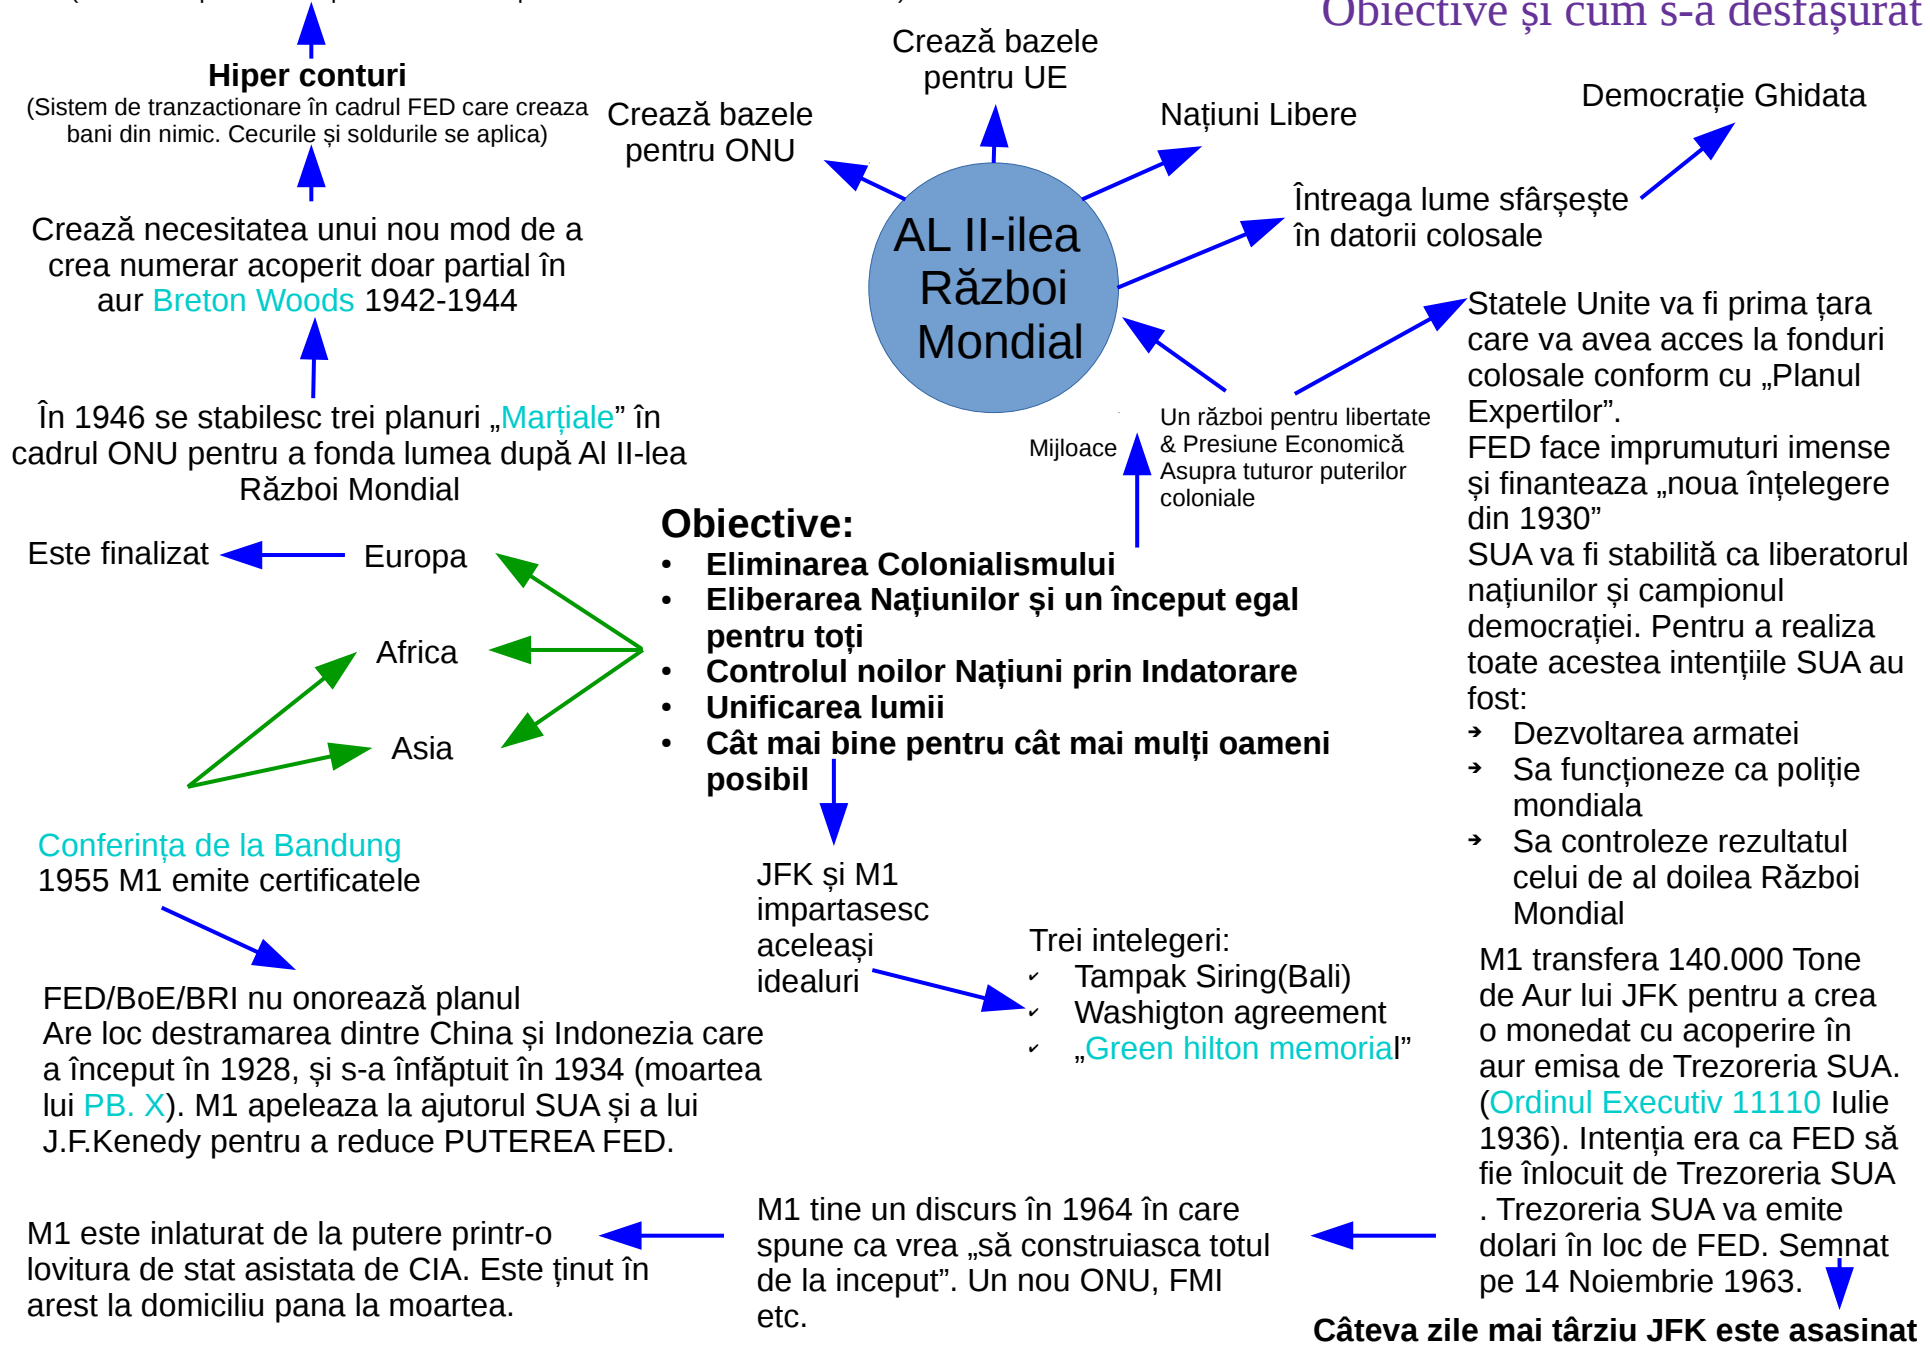 Obiective și cum s-a desfășurat
Hiper conturi
(Sistem de tranzactionare în cadrul FED care creaza
bani din nimic. Cecurile și soldurile se aplica)
Crează necesitatea unui nou mod de a
crea numerar acoperit doar partial în
aur Breton Woods 1942-1944
În 1946 se stabilesc trei planuri „Marțiale” în
cadrul ONU pentru a fonda lumea după Al II-lea
Război Mondial
Crează bazele
pentru ONU
Crează bazele
pentru UE
Națiuni Libere
Democrație Ghidata
Întreaga lume sfârșește
în datorii colosale
AL II-ilea
Război
Mondial
Mijloace
Un război pentru libertate
& Presiune Economică
Asupra tuturor puterilor
coloniale
Statele Unite va fi prima țara
care va avea acces la fonduri
colosale conform cu „Planul
Expertilor”.
FED face imprumuturi imense
și finanteaza „noua înțelegere
din 1930”
SUA va fi stabilită ca liberatorul
națiunilor și campionul
democrației. Pentru a realiza
toate acestea intențiile SUA au
fost:
➔ Dezvoltarea armatei
➔ Sa funcționeze ca poliție
mondiala
➔ Sa controleze rezultatul
celui de al doilea Război
Mondial
Este finalizat
Europa
Africa
Asia
Obiective:
• Eliminarea Colonialismului
• Eliberarea Națiunilor și un început egal
pentru toți
• Controlul noilor Națiuni prin Indatorare
• Unificarea lumii
• Cât mai bine pentru cât mai mulți oameni
posibil
Conferința de la Bandung
1955 M1 emite certificatele
JFK și M1
impartasesc
aceleași
idealuri
Trei intelegeri:
✔ Tampak Siring(Bali)
✔ Washigton agreement
✔ „Green hilton memorial”
FED/BoE/BRI nu onorează planul
Are loc destramarea dintre China și Indonezia care
a început în 1928, și s-a înfăptuit în 1934 (moartea
lui PB. X). M1 apeleaza la ajutorul SUA și a lui
J.F.Kenedy pentru a reduce PUTEREA FED.
M1 transfera 140.000 Tone
de Aur lui JFK pentru a crea
o monedat cu acoperire în
aur emisa de Trezoreria SUA.
(Ordinul Executiv 11110 Iulie
1936). Intenția era ca FED să
fie înlocuit de Trezoreria SUA
. Trezoreria SUA va emite
dolari în loc de FED. Semnat
pe 14 Noiembrie 1963.
M1 tine un discurs în 1964 în care
spune ca vrea „să construiasca totul
de la inceput”. Un nou ONU, FMI
etc.
M1 este inlaturat de la putere printr-o
lovitura de stat asistata de CIA. Este ținut în
arest la domiciliu pana la moartea.
Câteva zile mai târziu JFK este asasinat